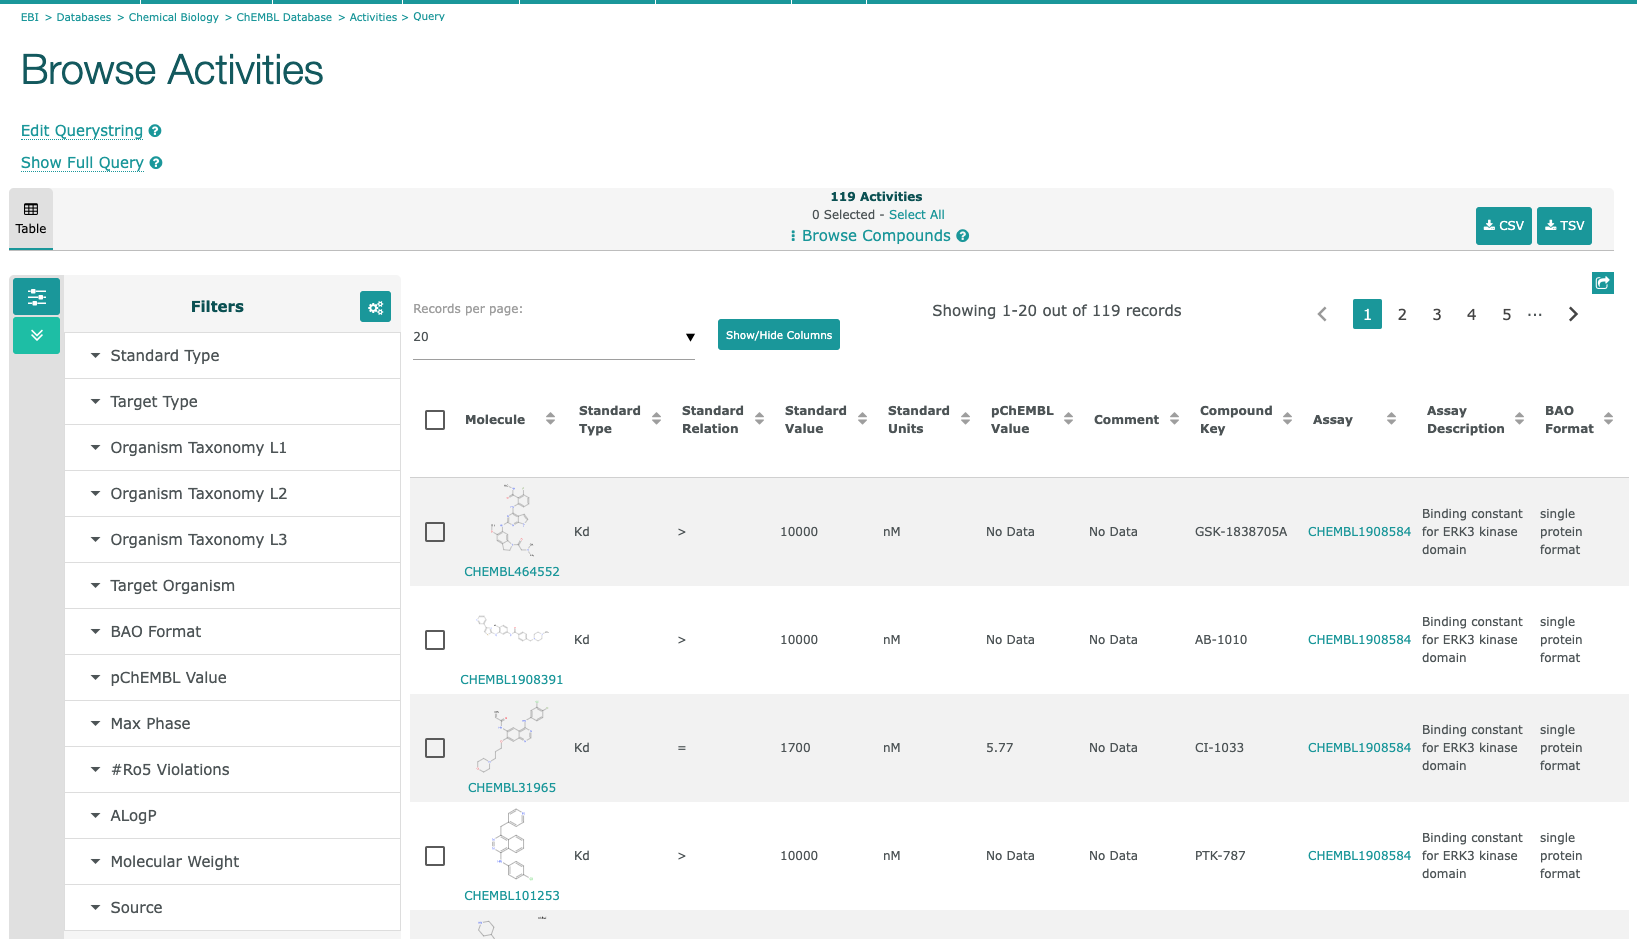 EBI > Databases > Chemical Biology > ChEMBL Database > Activities > Query
Browse Activities
Edit Querystring
Show Full Query
Table
119 Activities
0 Selected - Select All
Browse Compounds
CSV
TSV
Filters
Standard Type
Target Type
Organism Taxonomy L1
Organism Taxonomy L2
Organism Taxonomy L3
Target Organism
BAO Format
pChEMBL Value
Max Phase
#Ro5 Violations
ALogP
Molecular Weight
Source
Records per page:
20
Show/Hide Columns
Showing 1-20 out of 119 records
1 2 3 4 5 ...
Molecule
Standard
Type
Standard
Relation
Standard
Value
Standard
Units
pChEMBL
Value
Comment
Compound
Key
Assay
Assay
Description
BAO
Format
CHEMBL464552
Kd
>
10000
nM
No Data
No Data
GSK-1838705A
CHEMBL1908584
Binding constant
for ERK3 kinase
domain
single
protein
format
CHEMBL1908391
Kd
>
10000
nM
No Data
No Data
AB-1010
CHEMBL1908584
Binding constant
for ERK3 kinase
domain
single
protein
format
CHEMBL31965
Kd
=
1700
nM
5.77
No Data
CI-1033
CHEMBL1908584
Binding constant
for ERK3 kinase
domain
single
protein
format
CHEMBL101253
Kd
>
10000
nM
No Data
No Data
PTK-787
CHEMBL1908584
Binding constant
for ERK3 kinase
domain
single
protein
format